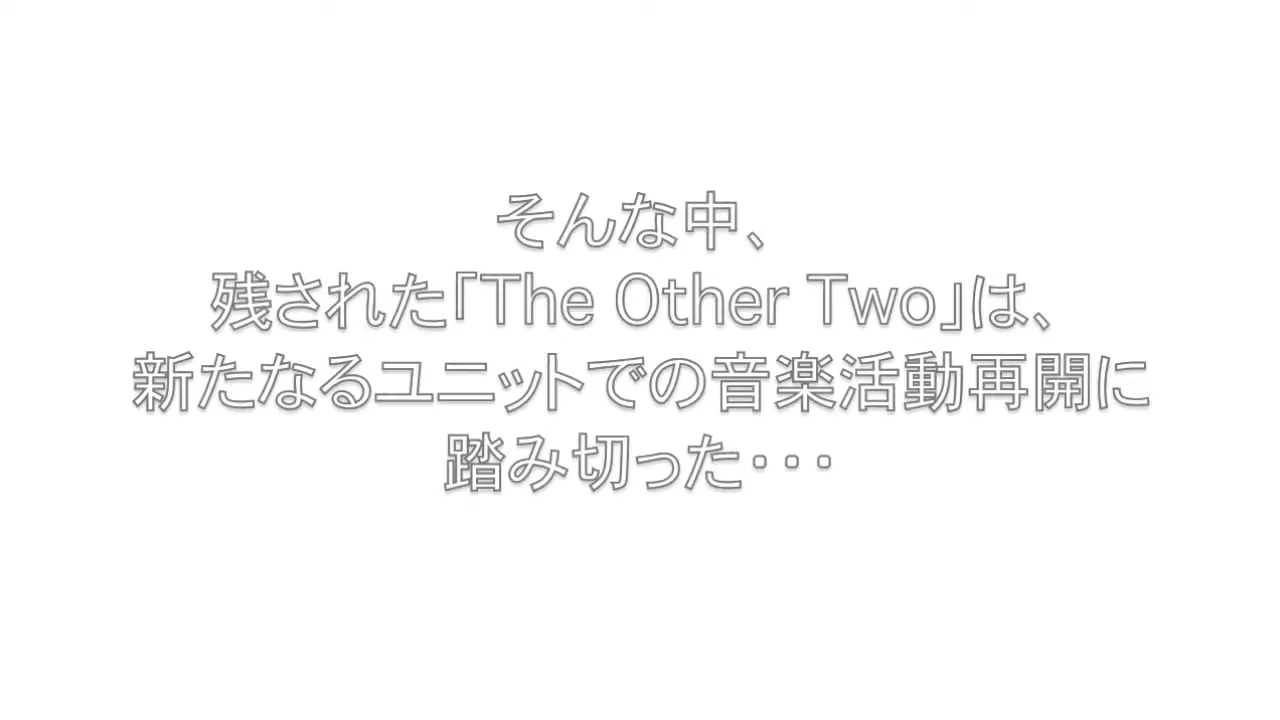 そんな中、
残された「The Other Two」は、
新たなるユニットでの音楽活動再開に
踏み切った・・・